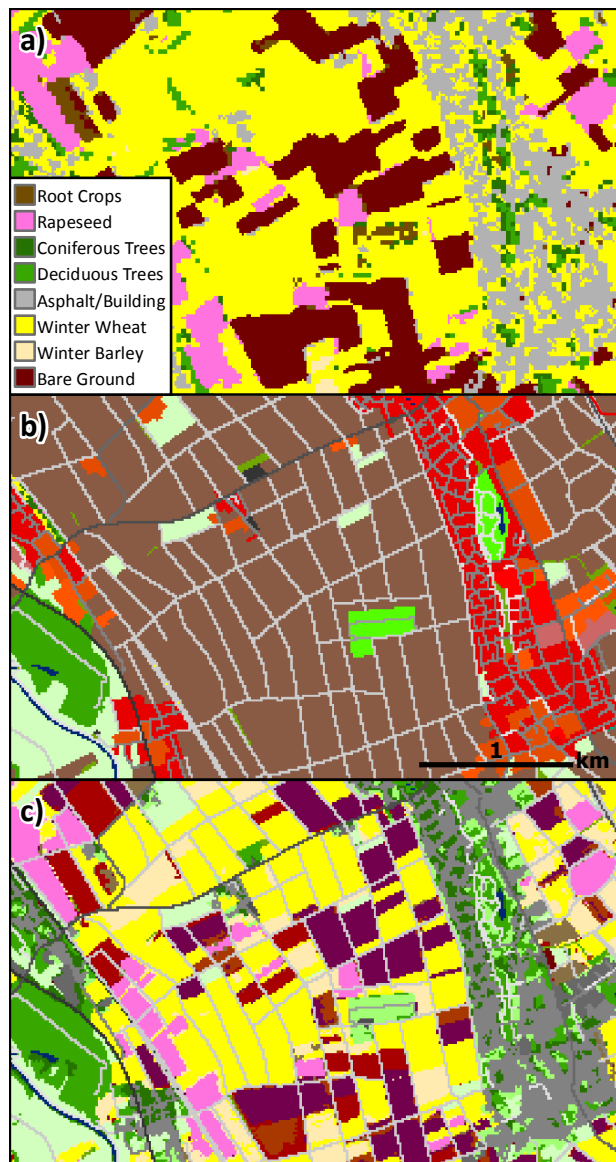 a)
Root Crops
Rapeseed
Coniferous Trees
Deciduous Trees
Asphalt/Building
Winter Wheat
Winter Barley
Bare Ground
b)
1
km
c)